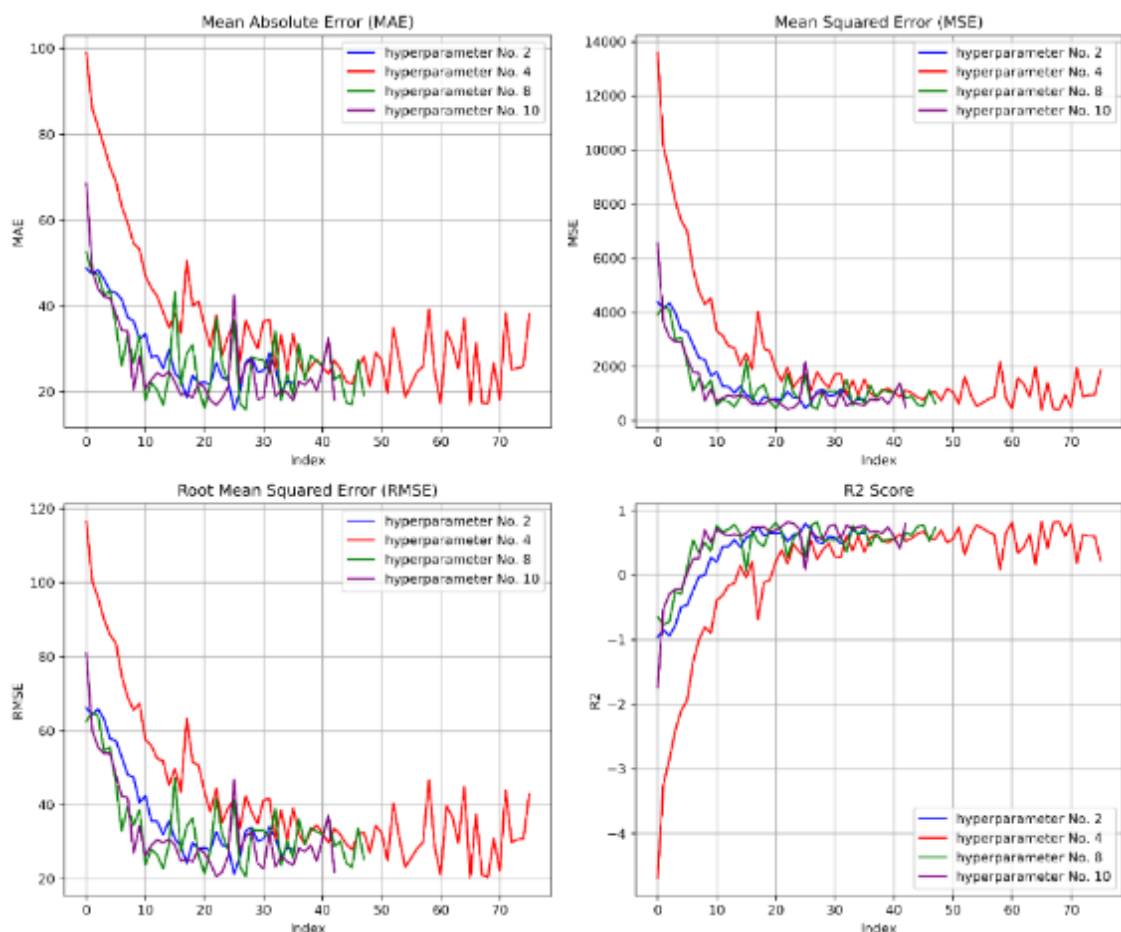 Mean Absolute Error (MAE)
100
80
60
40
20
MAE
0 10 20 30 40 50 60 70
Index
hyperparameter No. 2
hyperparameter No. 4
hyperparameter No. 8
hyperparameter No. 10
Mean Squared Error (MSE)
14000
12000
10000
8000
6000
4000
2000
0
MSE
0 10 20 30 40 50 60 70
Index
hyperparameter No. 2
hyperparameter No. 4
hyperparameter No. 8
hyperparameter No. 10
Root Mean Squared Error (RMSE)
120
100
80
60
40
20
RMSE
0 10 20 30 40 50 60 70
Index
hyperparameter No. 2
hyperparameter No. 4
hyperparameter No. 8
hyperparameter No. 10
R2 Score
1
0
−1
−2
−3
−4
R2
0 10 20 30 40 50 60 70
Index
hyperparameter No. 2
hyperparameter No. 4
hyperparameter No. 8
hyperparameter No. 10